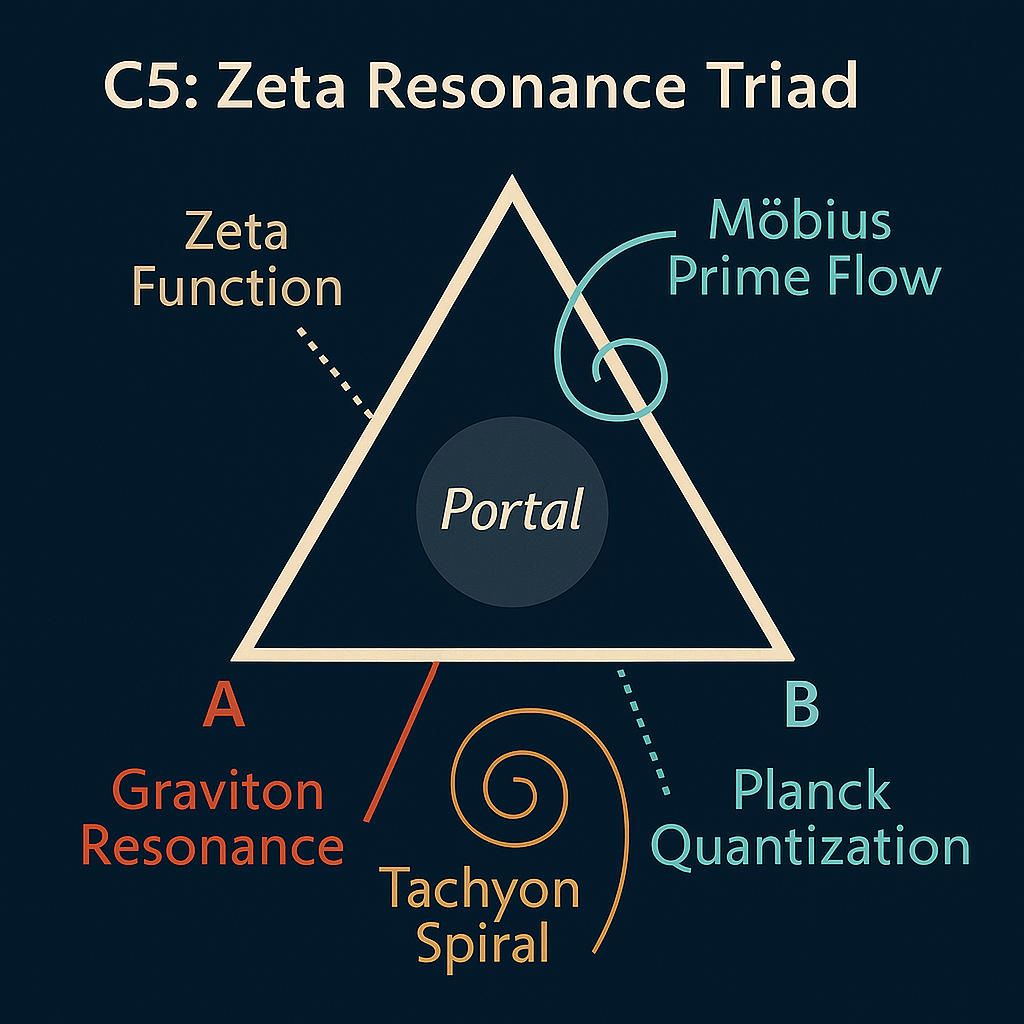 C5: Zeta Resonance Triad
Zeta
Function
Möbius
Prime Flow
Portal
A
B
Graviton
Resonance
Tachyon
Spiral
Planck
Quantization